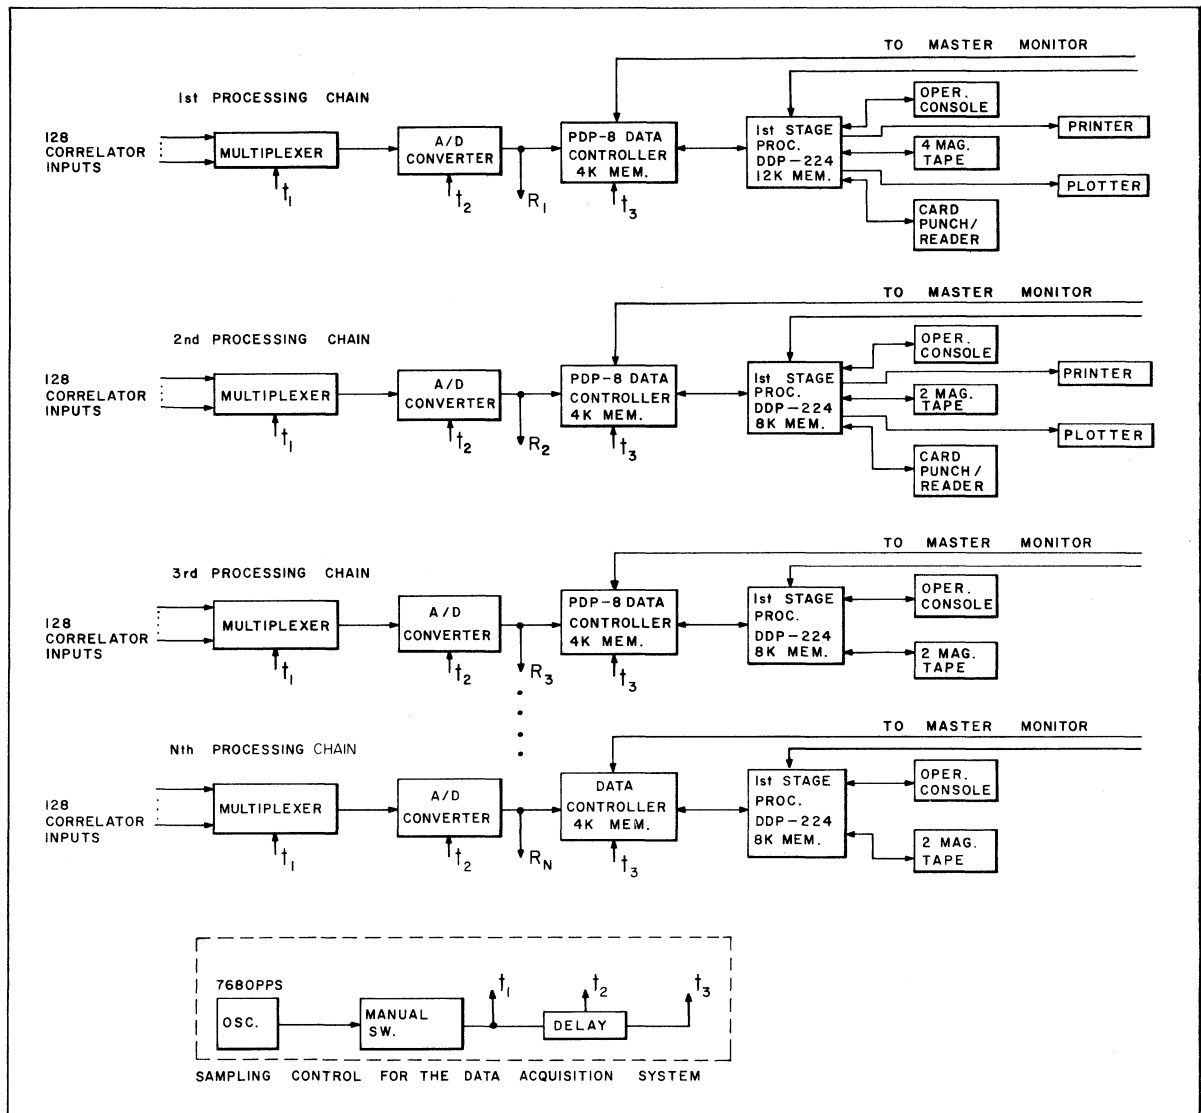 TO MASTER MONITOR
1st PROCESSING CHAIN
128
CORRELATOR
INPUTS
MULTIPLEXER
t1
A/D
CONVERTER
t2
R1
PDP-8 DATA
CONTROLLER
4K MEM.
t3
1st STAGE
PROC.
DDP-224
12K MEM.
OPER.
CONSOLE
PRINTER
4 MAG.
TAPE
PLOTTER
CARD
PUNCH/
READER
TO MASTER MONITOR
2nd PROCESSING CHAIN
128
CORRELATOR
INPUTS
MULTIPLEXER
t1
A/D
CONVERTER
t2
R2
PDP-8 DATA
CONTROLLER
4K MEM.
t3
1st STAGE
PROC.
DDP-224
8K MEM.
OPER.
CONSOLE
PRINTER
2 MAG.
TAPE
PLOTTER
CARD
PUNCH/
READER
TO MASTER MONITOR
3rd PROCESSING CHAIN
128
CORRELATOR
INPUTS
MULTIPLEXER
t1
A/D
CONVERTER
t2
R3
PDP-8 DATA
CONTROLLER
4K MEM.
t3
1st STAGE
PROC.
DDP-224
8K MEM.
OPER.
CONSOLE
2 MAG.
TAPE
TO MASTER MONITOR
Nth PROCESSING CHAIN
128
CORRELATOR
INPUTS
MULTIPLEXER
t1
A/D
CONVERTER
t2
RN
DATA
CONTROLLER
4K MEM.
t3
1st STAGE
PROC.
DDP-224
8K MEM.
OPER.
CONSOLE
2 MAG.
TAPE
7680PPS
OSC.
MANUAL
SW.
t1
DELAY
t2
t3
SAMPLING CONTROL FOR THE DATA ACQUISITION SYSTEM